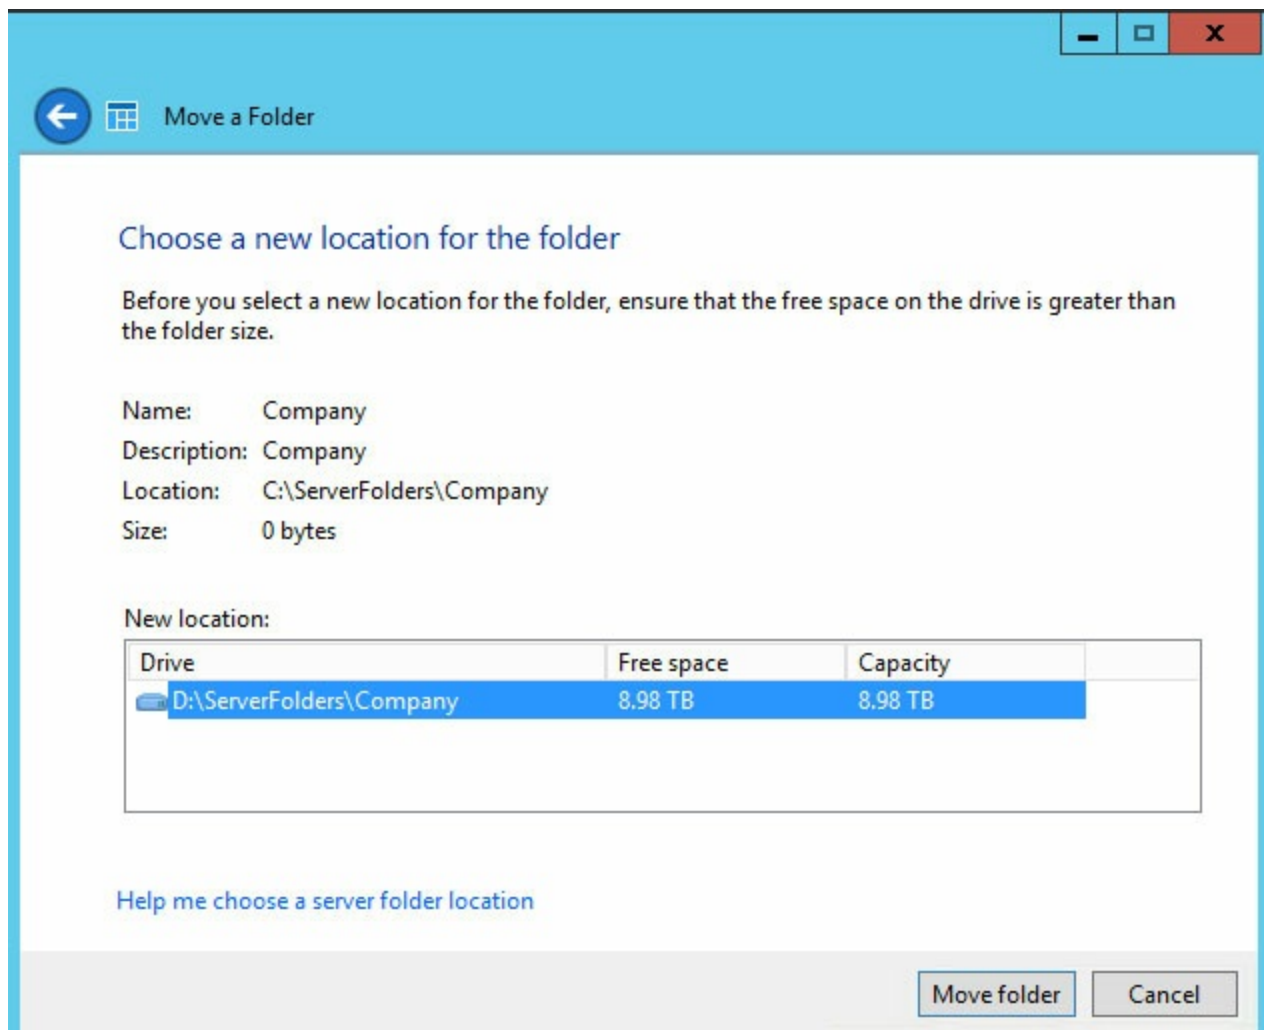 Move a Folder
Choose a new location for the folder
Before you select a new location for the folder, ensure that the free space on the drive is greater than
the folder size.
Name: Company
Description: Company
Location: C:\ServerFolders\Company
Size: 0 bytes
New location:
Drive Free space Capacity
D:\ServerFolders\Company 8.98 TB 8.98 TB
Help me choose a server folder location
Move folder Cancel